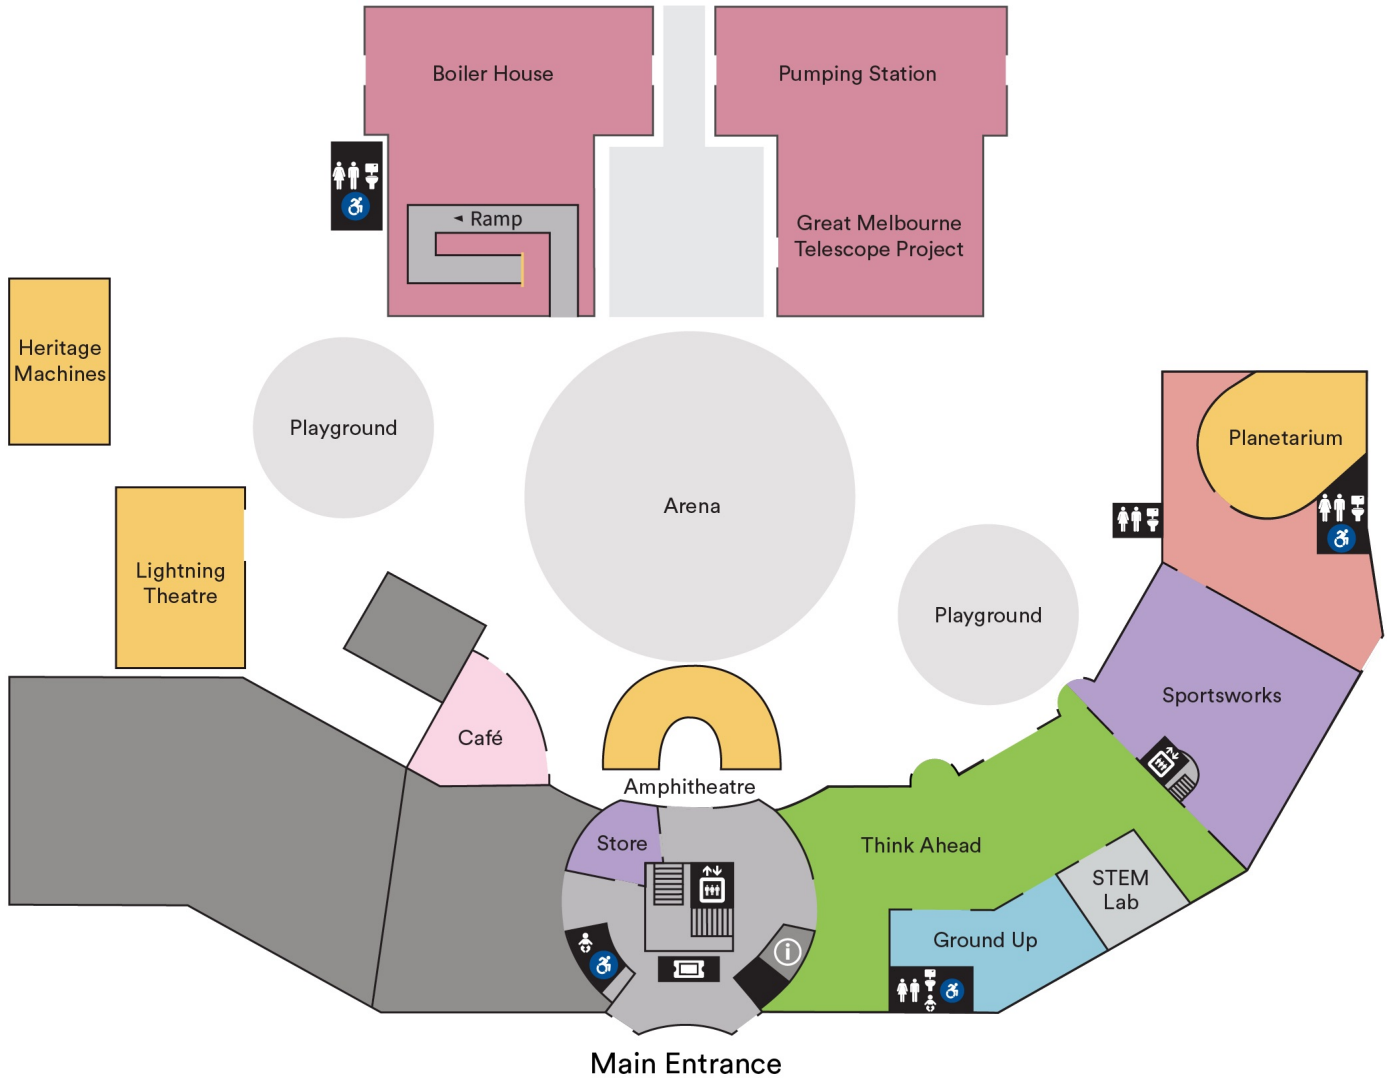 Boiler House
Pumping Station
Ramp
Great Melbourne
Telescope Project
Heritage
Machines
Playground
Planetarium
Arena
Lightning
Theatre
Playground
Sportsworks
Café
Amphitheatre
Store
Think Ahead
STEM
Lab
Ground Up
i
Main Entrance